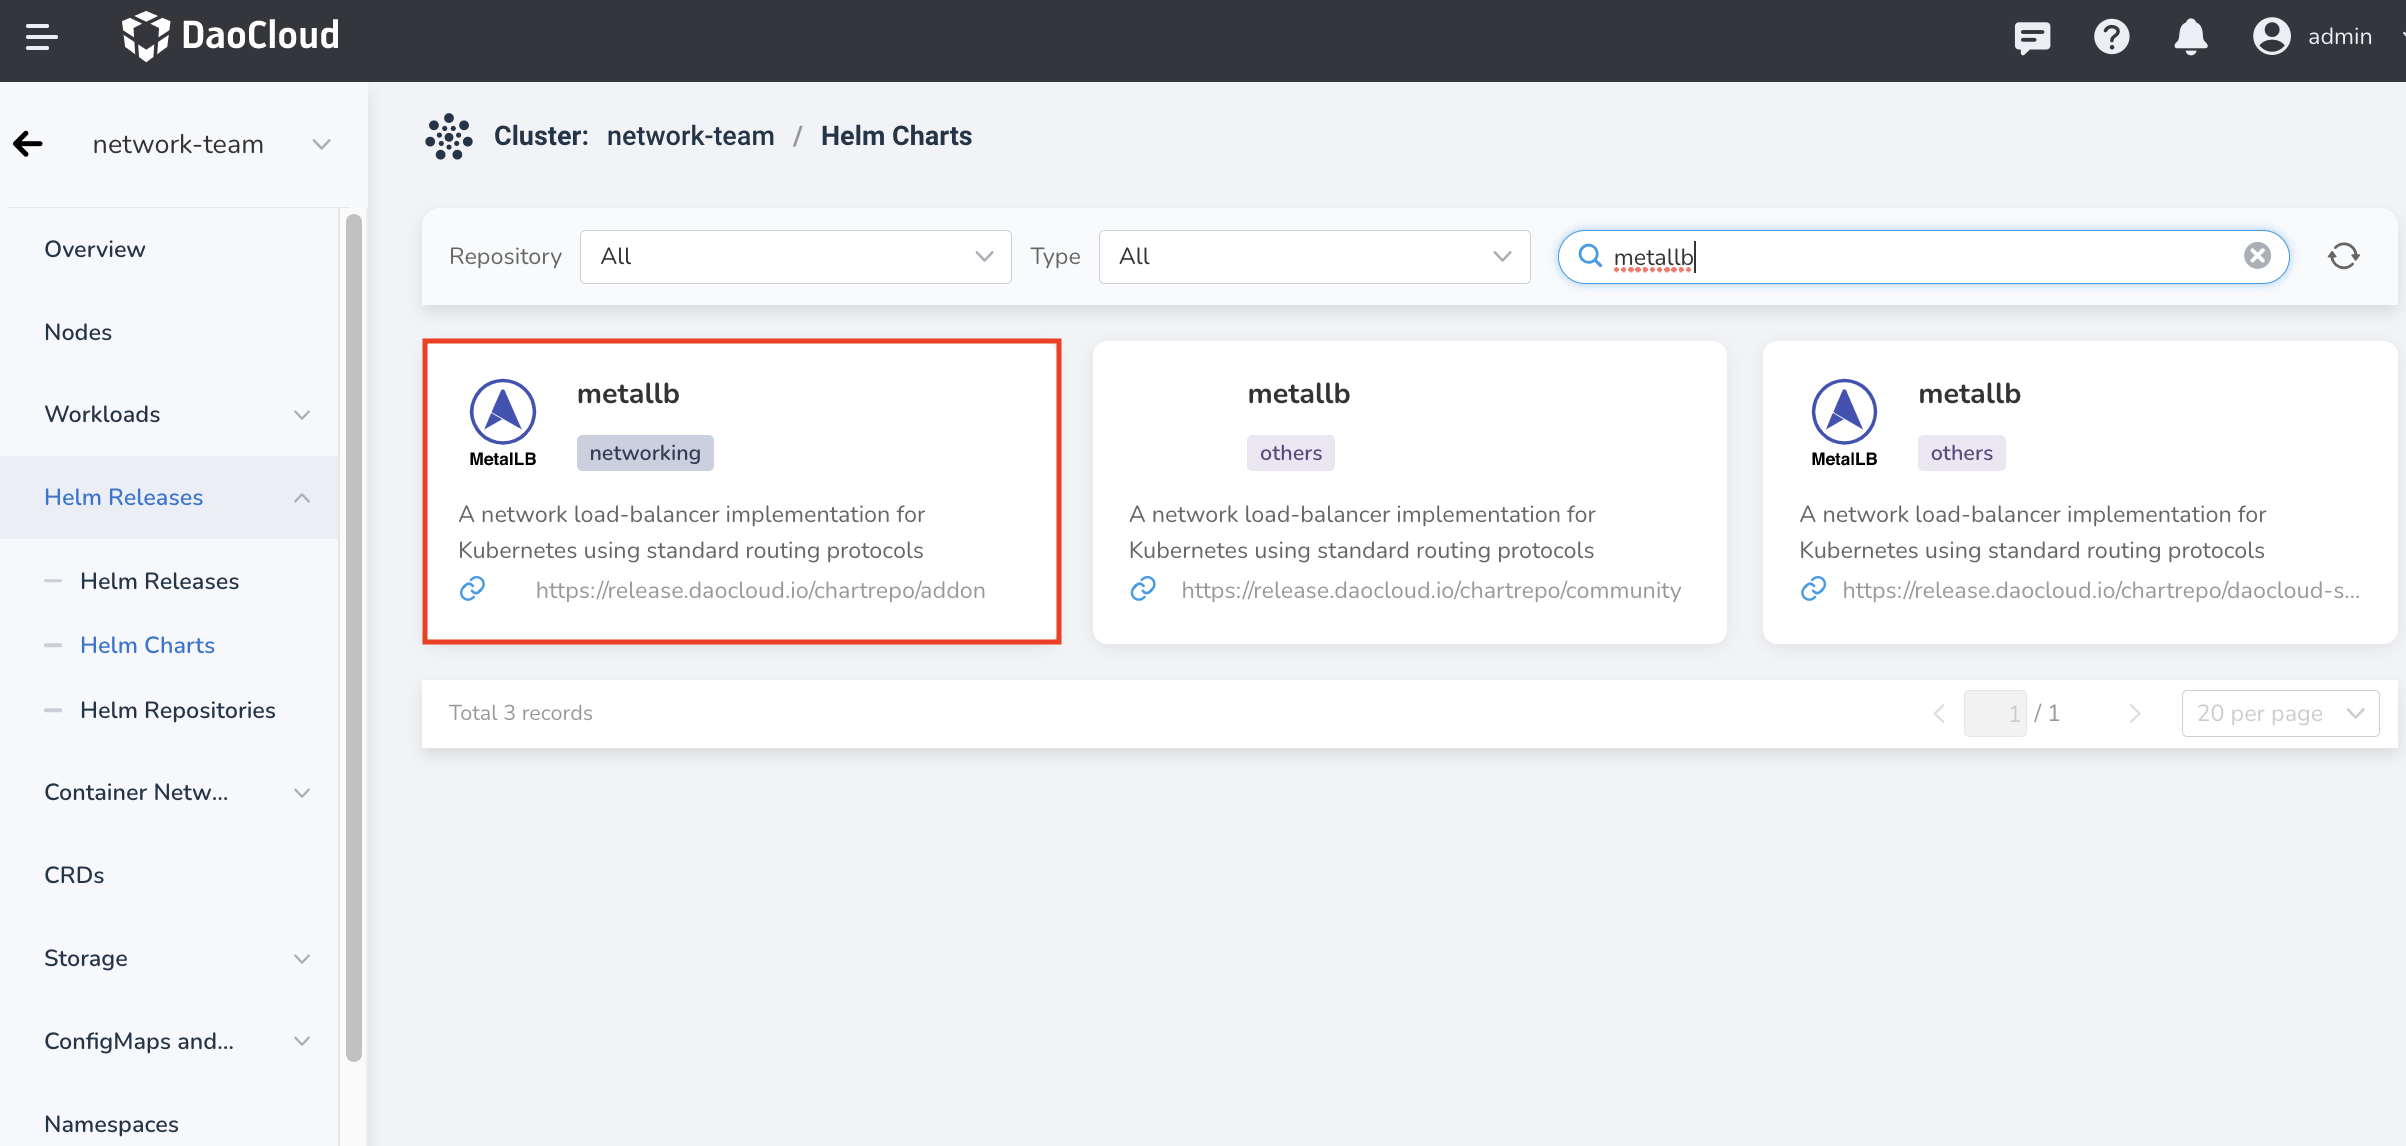 DaoCloud
admin
network-team
Overview
Nodes
Workloads
Helm Releases
Helm Releases
Helm Charts
Helm Repositories
Container Netw...
CRDs
Storage
ConfigMaps and...
Namespaces
Cluster: network-team / Helm Charts
Repository All Type All metallb
MetalLB
metallb
networking
A network load-balancer implementation for
Kubernetes using standard routing protocols
https://release.daocloud.io/chartrepo/addon
metallb
others
A network load-balancer implementation for
Kubernetes using standard routing protocols
https://release.daocloud.io/chartrepo/community
MetalLB
metallb
others
A network load-balancer implementation for
Kubernetes using standard routing protocols
https://release.daocloud.io/chartrepo/daocloud-s...
Total 3 records
1 / 1
20 per page